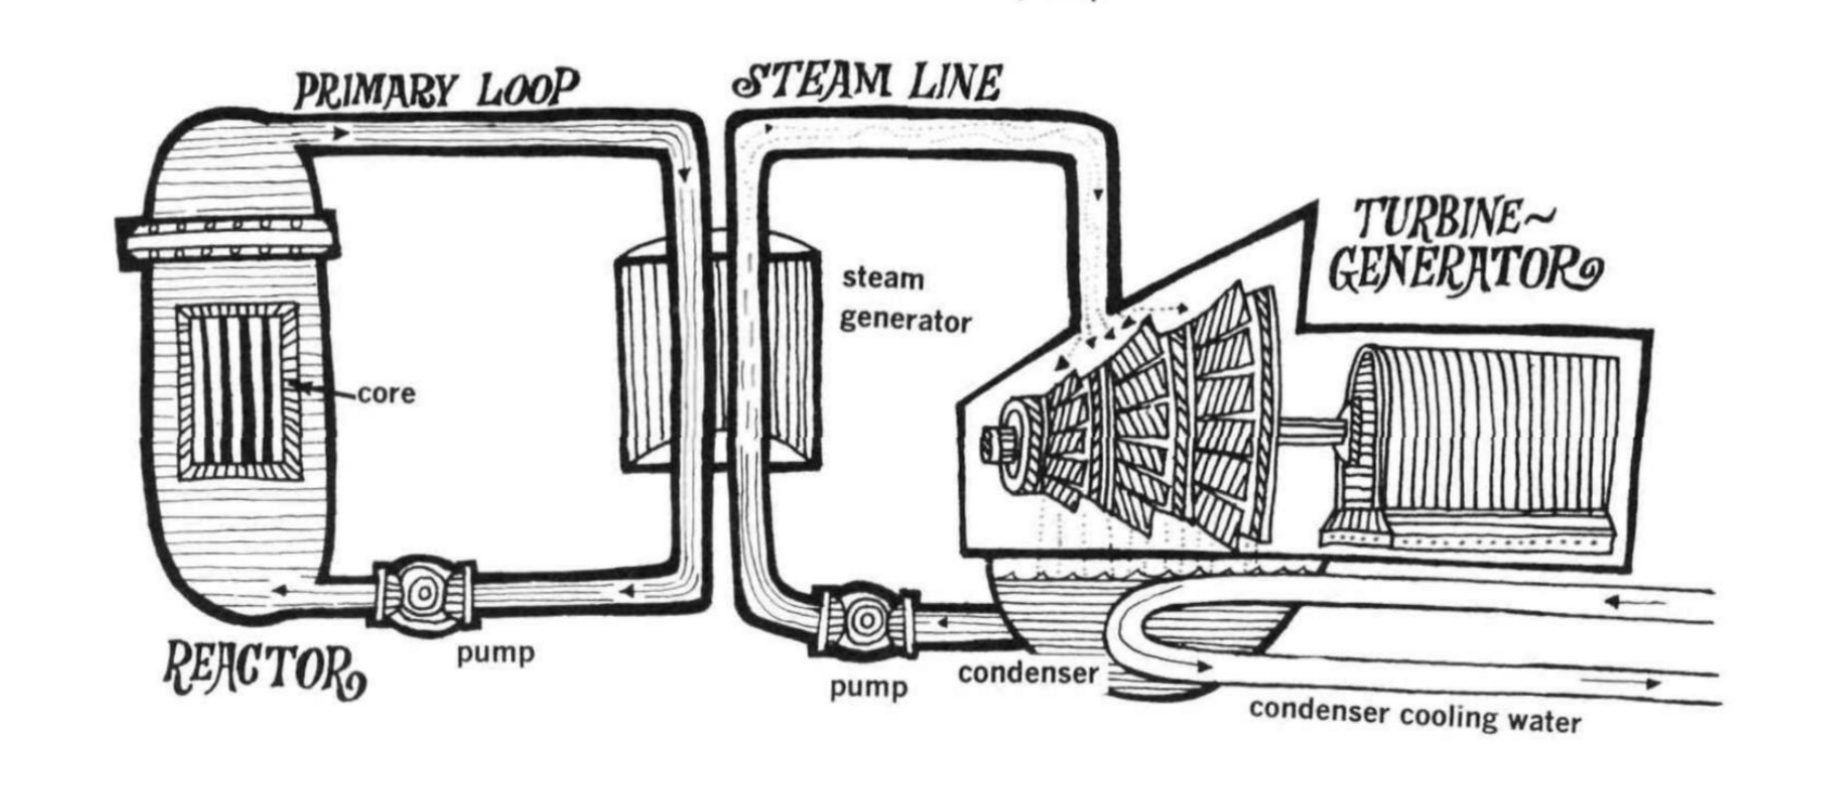 PRIMARY LOOP
STEAM LINE
TURBINE~
GENERATOR
steam
generator
core
REACTOR
pump
pump
condenser
condenser cooling water